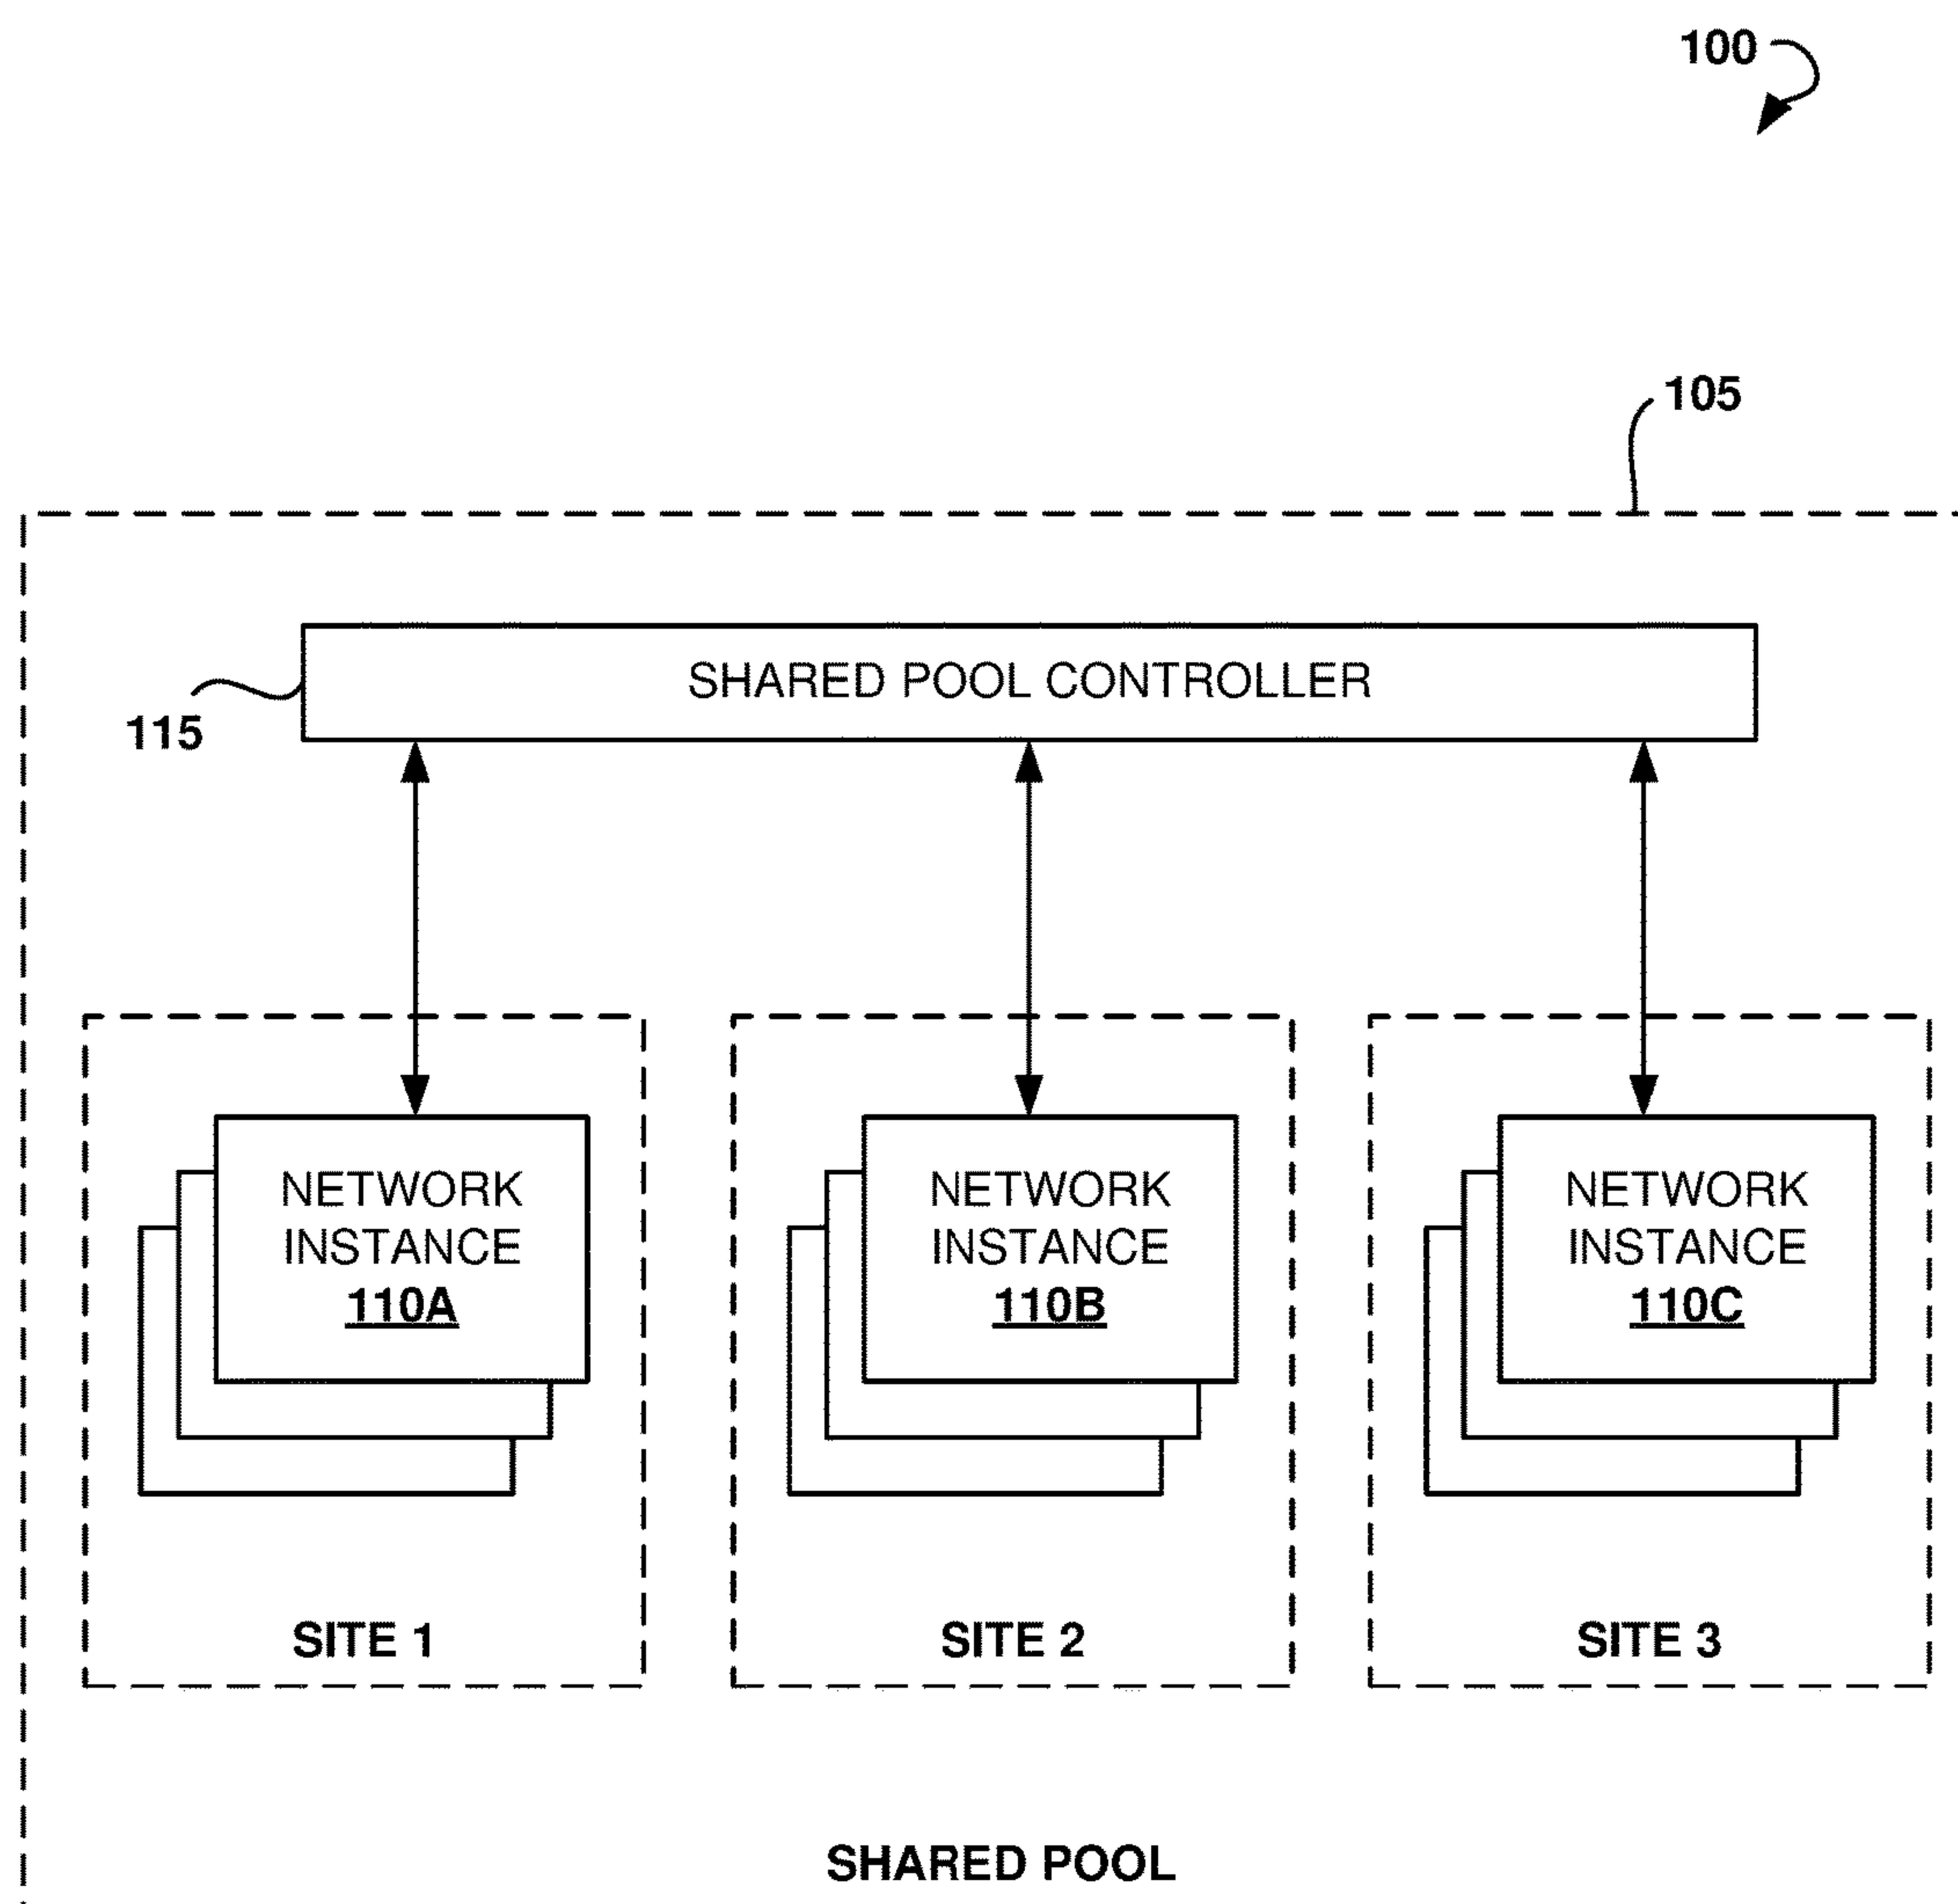 100
105
SHARED POOL CONTROLLER
115
NETWORK
INSTANCE
110A
NETWORK
INSTANCE
110B
NETWORK
INSTANCE
110C
SITE 1
SITE 2
SITE 3
SHARED POOL